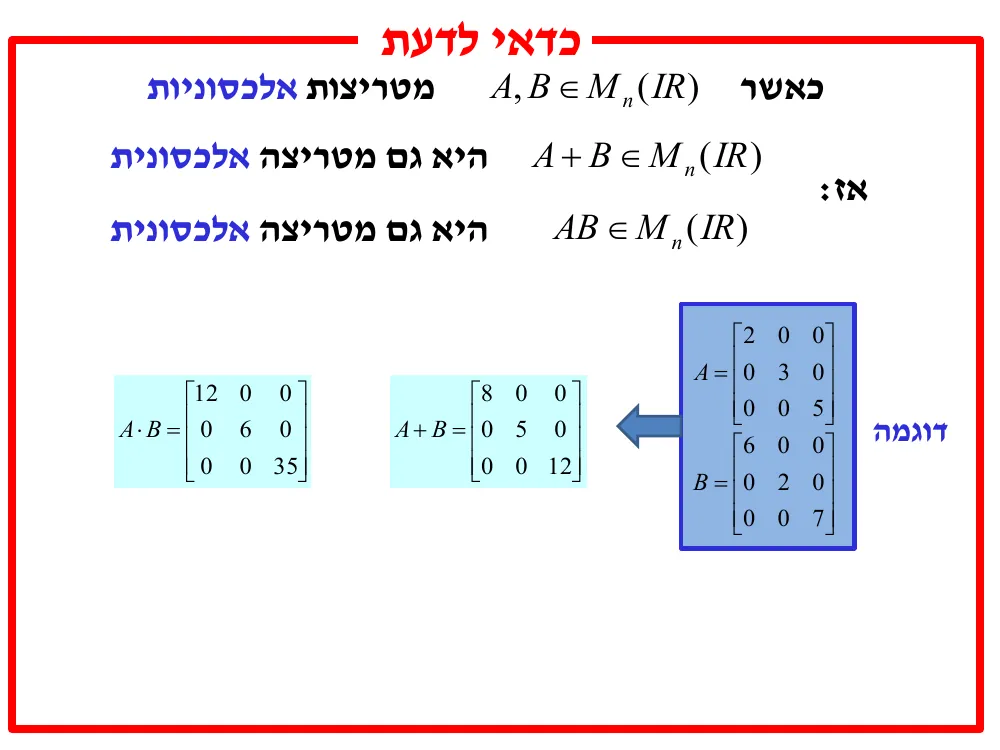 כדאי לדעת
כאשר A, B ∈ M_n (IR) מטריצות אלכסוניות
אז:
A + B ∈ M_n (IR) היא גם מטריצה אלכסונית
AB ∈ M_n (IR) היא גם מטריצה אלכסונית
דוגמה
A = [2 0 0
0 3 0
0 0 5]
B = [6 0 0
0 2 0
0 0 7]
A + B = [8 0 0
0 5 0
0 0 12]
A · B = [12 0 0
0 6 0
0 0 35]